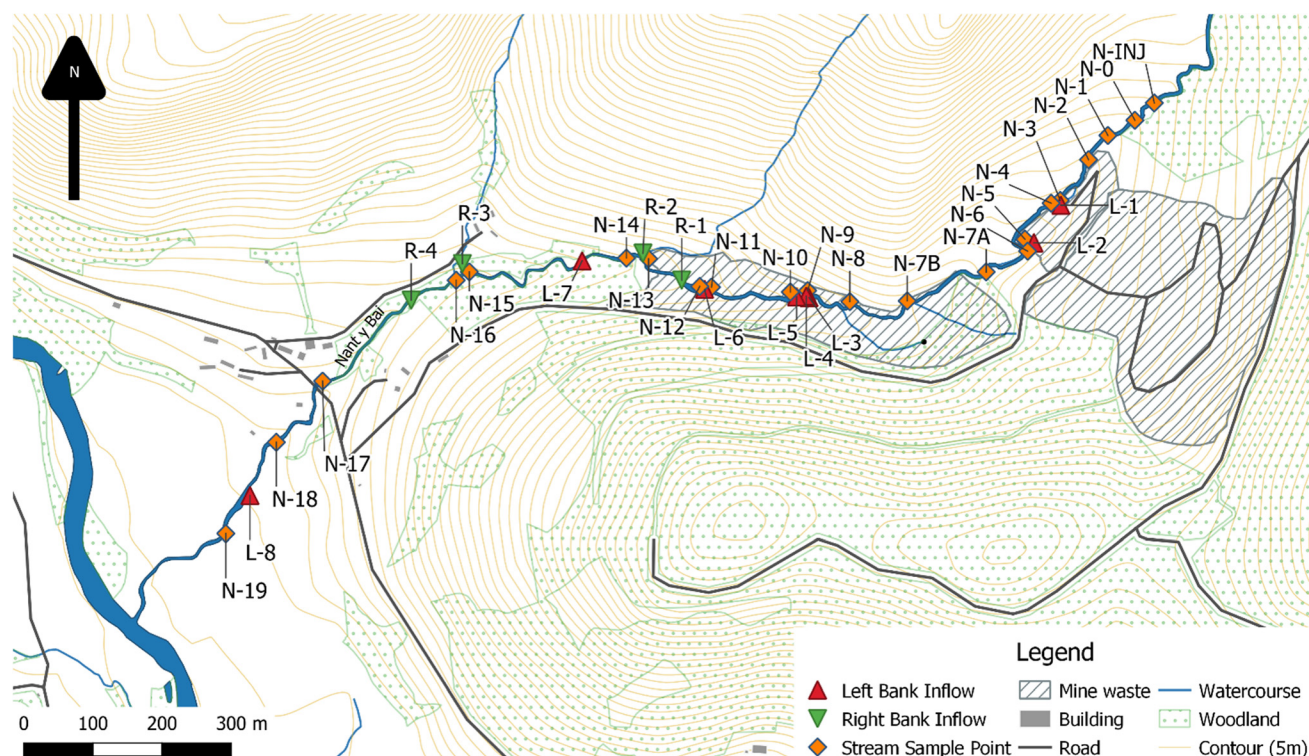 N
N-INJ
N-0
N-1
N-2
N-3
N-4
N-5
N-6
N-7A
L-1
L-2
R-3
R-2
N-14
R-1
N-11
N-9
N-10
N-8
N-7B
R-4
L-7
N-15
N-13
N-16
N-12
L-6
L-5
L-4
L-3
Nant y Bai
N-17
N-18
L-8
N-19
0 100 200 300 m
Legend
Left Bank Inflow
Mine waste
Watercourse
Right Bank Inflow
Building
Woodland
Stream Sample Point
Road
Contour (5m)